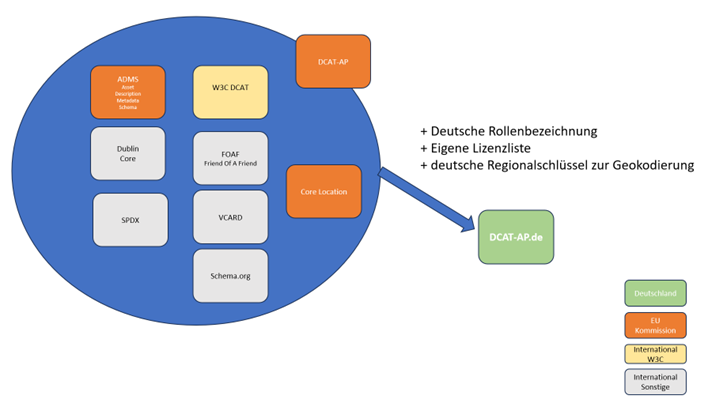 DCAT-AP
ADMS
Asset
Description
Metadata
Schema
W3C DCAT
Dublin
Core
FOAF
Friend Of A Friend
Core Location
SPDX
VCARD
Schema.org
+ Deutsche Rollenbezeichnung
+ Eigene Lizenzliste
+ deutsche Regionalschlüssel zur Geokodierung
DCAT-AP.de
Deutschland
EU
Kommission
International
W3C
International
Sonstige